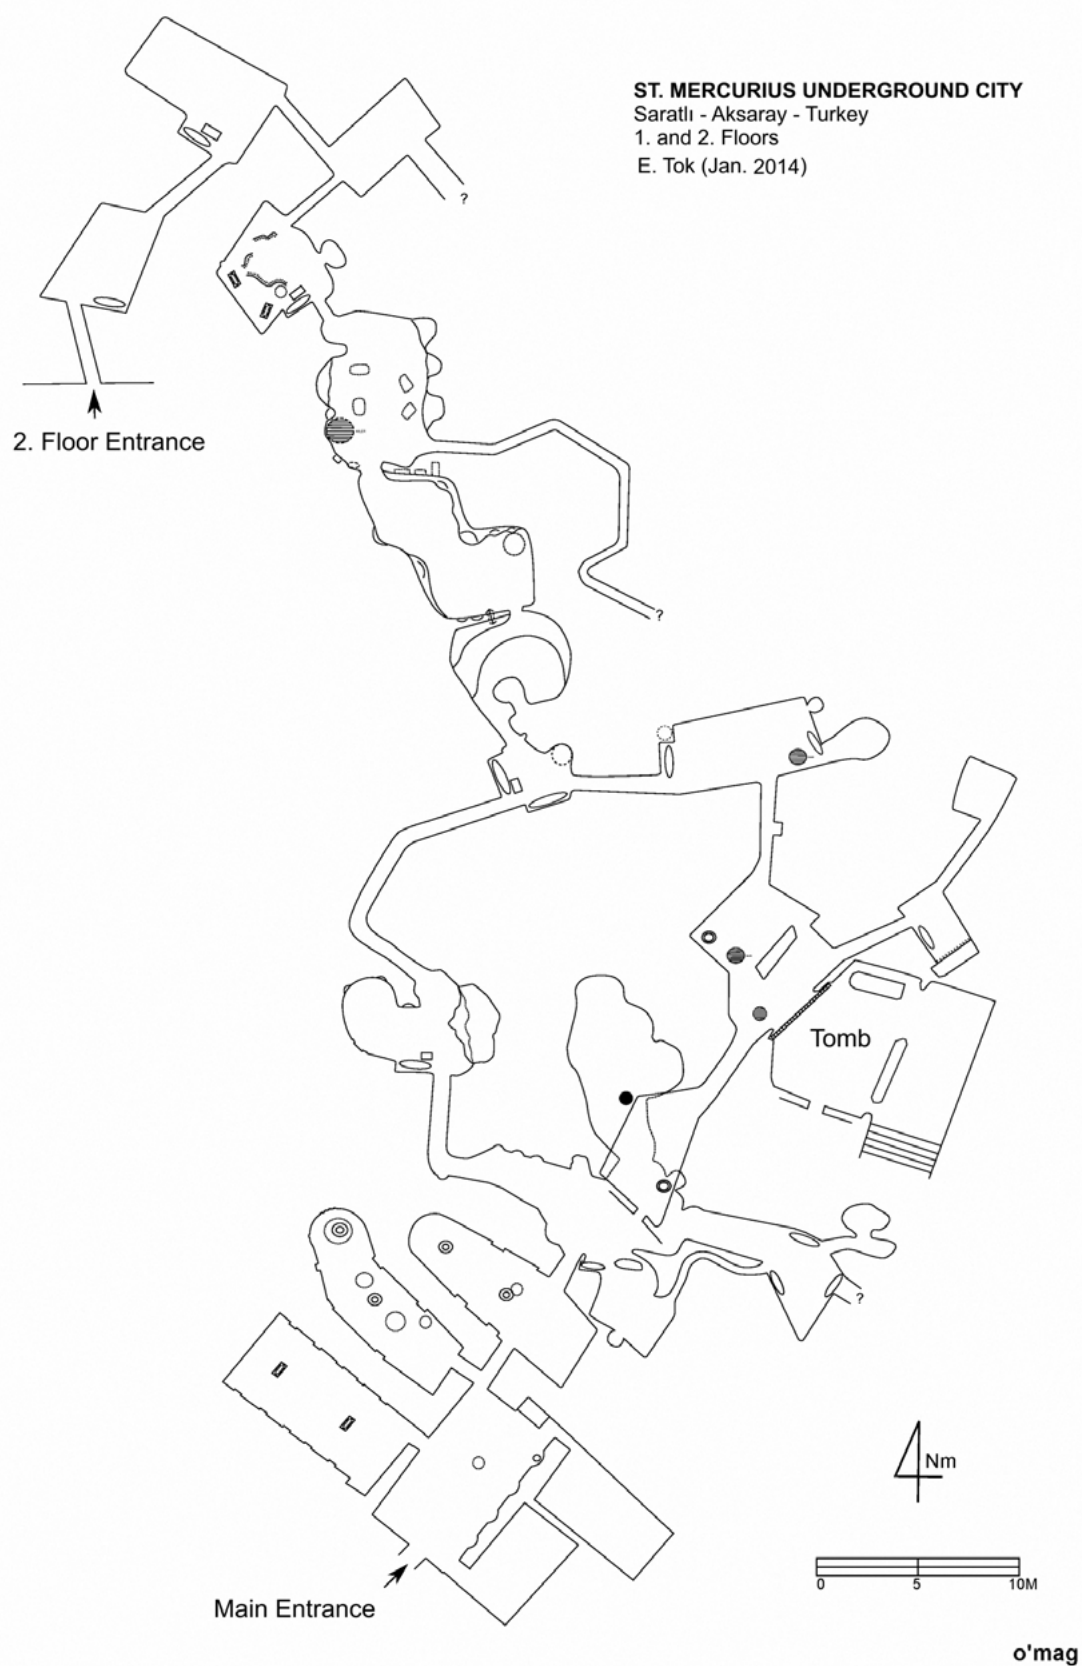 ST. MERCURIUS UNDERGROUND CITY
Saratlı - Aksaray - Turkey
1. and 2. Floors
E. Tok (Jan. 2014)
?
2. Floor Entrance
?
Tomb
?
Nm
0 5 10M
Main Entrance
o'mag